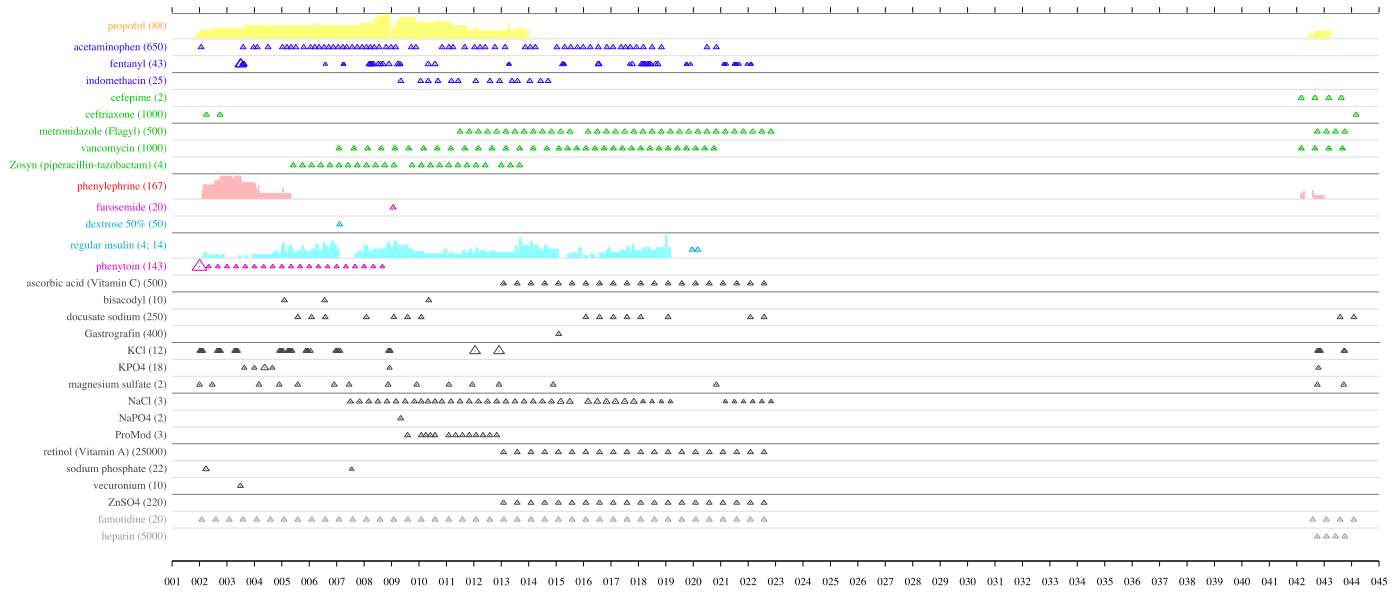 propofol (88)
acetaminophen (650)
fentanyl (43)
indomethacin (25)
cefepime (2)
ceftriaxone (1000)
metronidazole (Flagyl) (500)
vancomycin (1000)
Zosyn (piperacillin-tazobactam) (4)
phenylephrine (167)
furosemide (20)
dextrose 50% (50)
regular insulin (4; 14)
phenytoin (143)
ascorbic acid (Vitamin C) (500)
bisacodyl (10)
docusate sodium (250)
Gastrografin (400)
KCl (12)
KPO4 (18)
magnesium sulfate (2)
NaCl (3)
NaPO4 (2)
ProMod (3)
retinol (Vitamin A) (25000)
sodium phosphate (22)
vecuronium (10)
ZnSO4 (220)
famotidine (20)
heparin (5000)
001 002 003 004 005 006 007 008 009 010 011 012 013 014 015 016 017 018 019 020 021 022 023 024 025 026 027 028 029 030 031 032 033 034 035 036 037 038 039 040 041 042 043 044 045